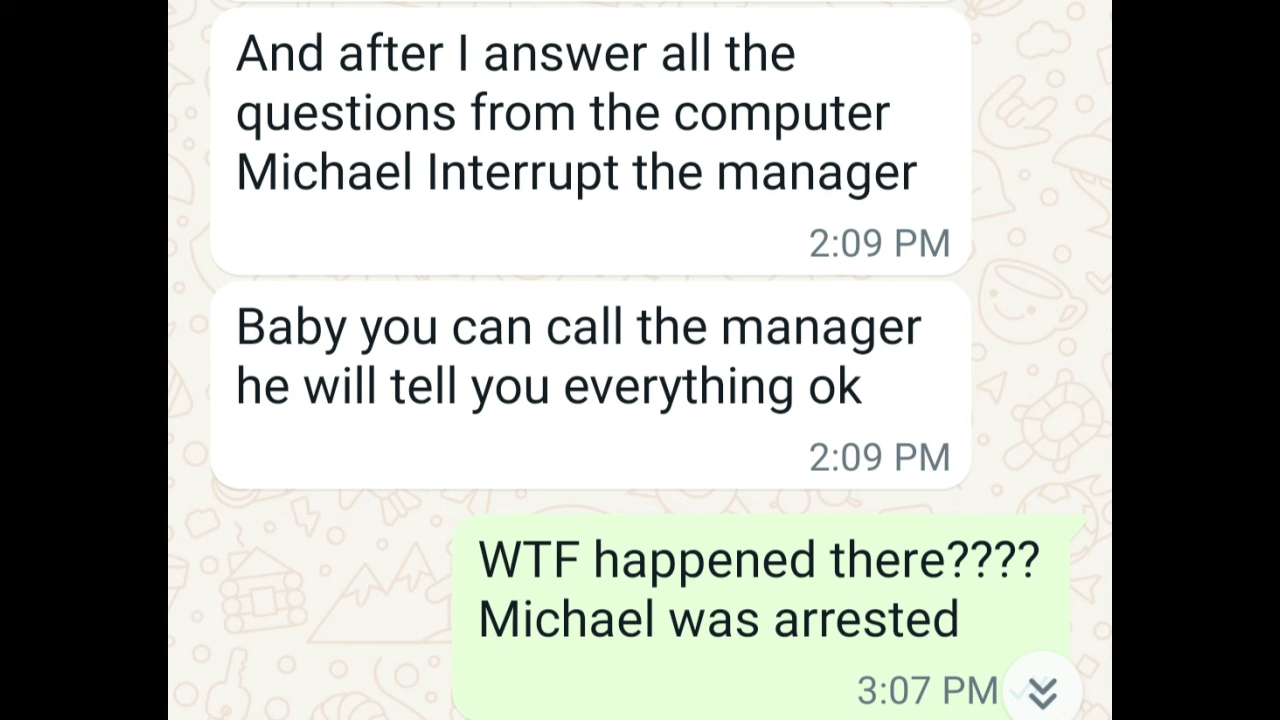 And after I answer all the
questions from the computer
Michael Interrupt the manager
2:09 PM
Baby you can call the manager
he will tell you everything ok
2:09 PM
WTF happened there????
Michael was arrested
3:07 PM